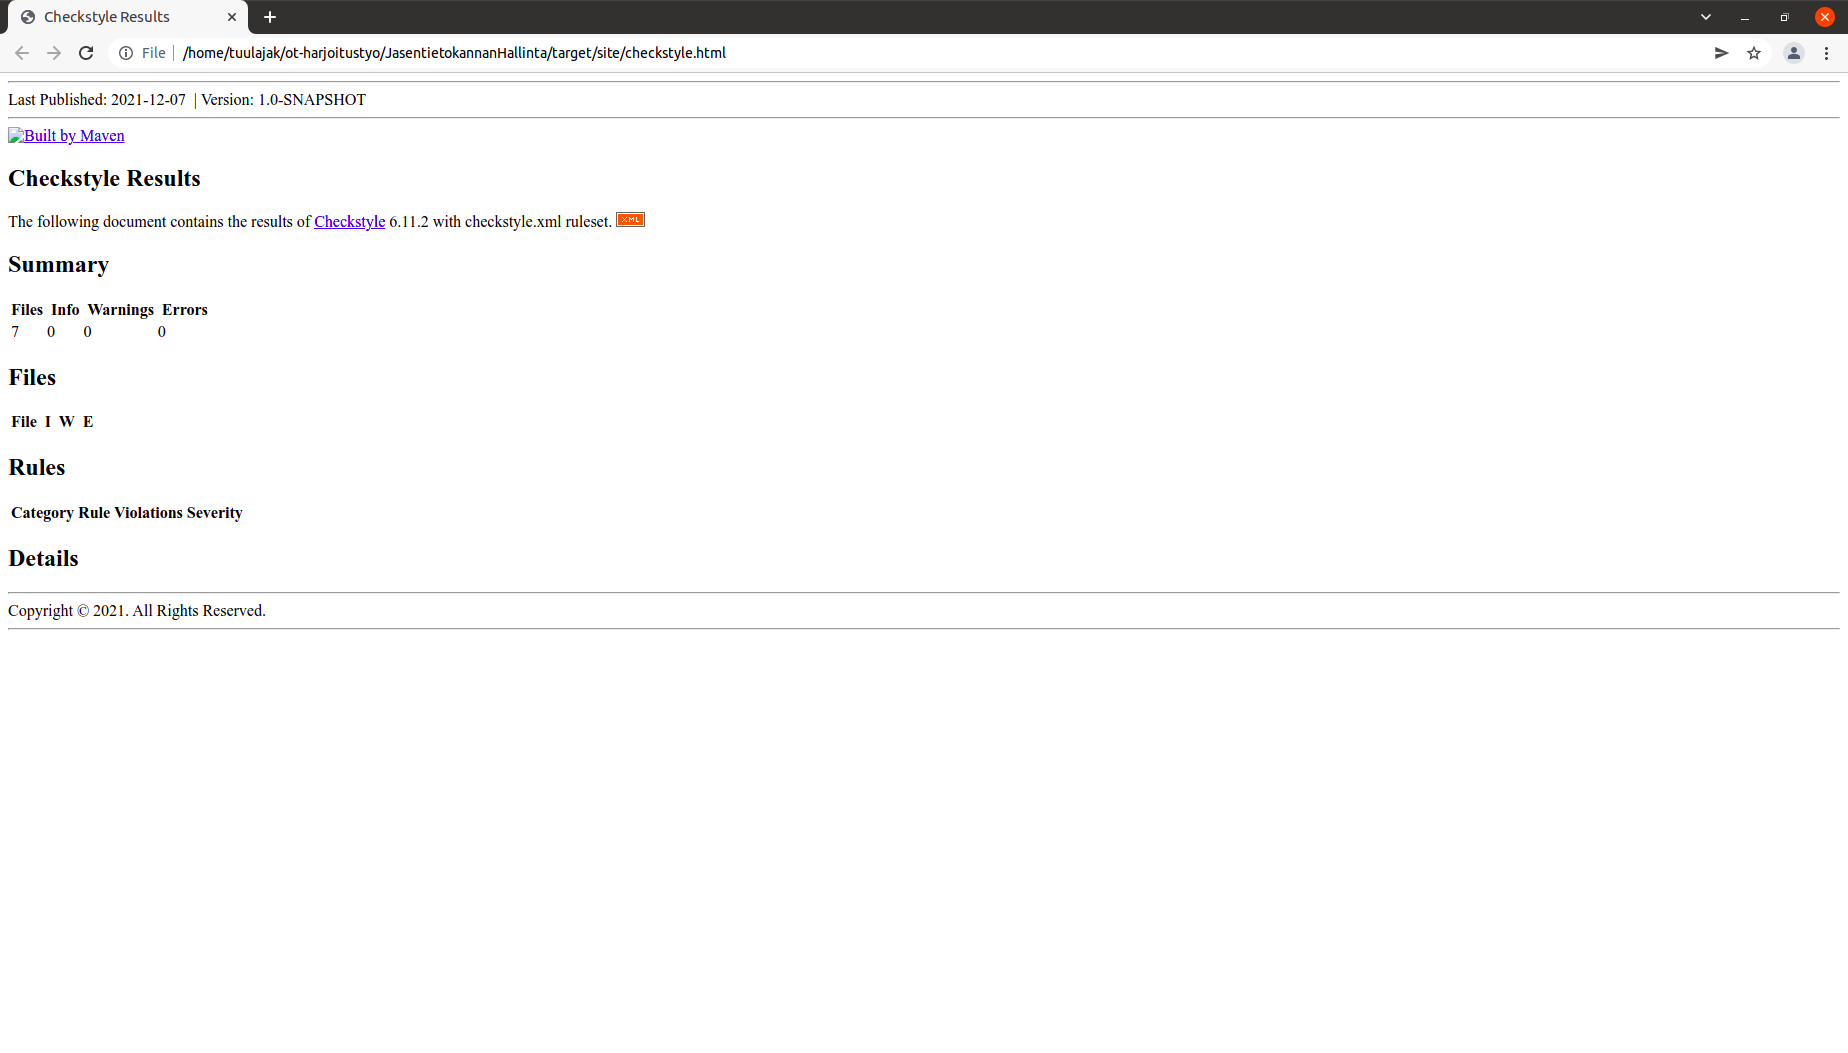 Checkstyle Results
File | /home/tuulajak/ot-harjoitustyo/JasentietokannanHallinta/target/site/checkstyle.html
Last Published: 2021-12-07 | Version: 1.0-SNAPSHOT
Built by Maven
Checkstyle Results
The following document contains the results of Checkstyle 6.11.2 with checkstyle.xml ruleset. XML
Summary
Files Info Warnings Errors
7 0 0 0
Files
File I W E
Rules
Category Rule Violations Severity
Details
Copyright © 2021. All Rights Reserved.